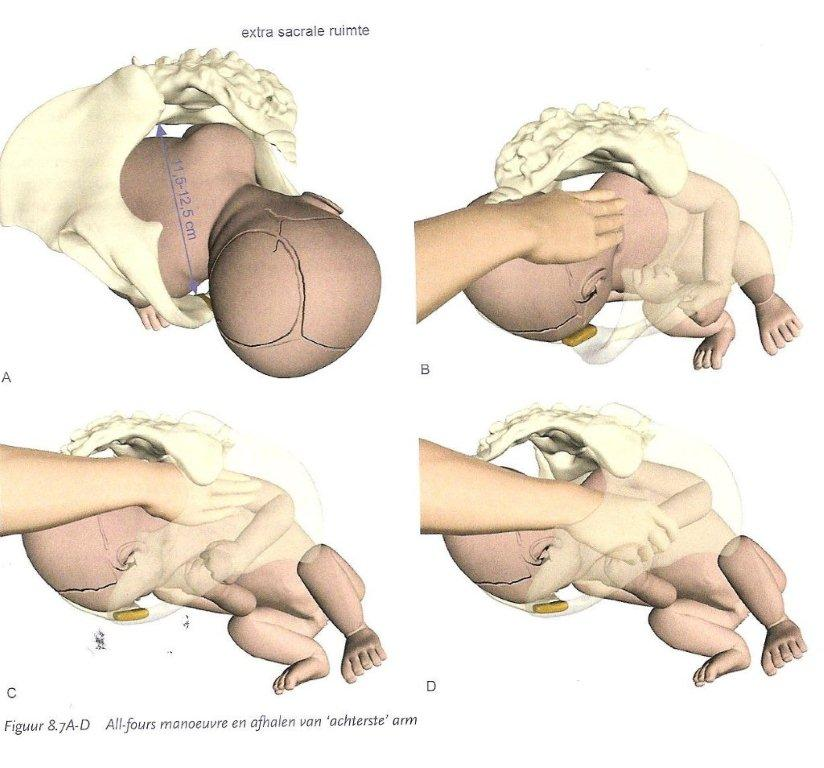 extra sacrale ruimte
11,5-12,5 cm
A
B
C
D
Figuur 8.7A-D All-fours manoeuvre en afhalen van 'achterste' arm